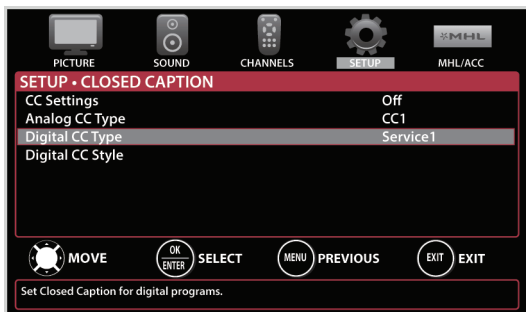 PICTURE SOUND CHANNELS SETUP MHL/ACC
MHL
SETUP • CLOSED CAPTION
CC Settings Off
Analog CC Type CC1
Digital CC Type Service1
Digital CC Style
MOVE OK ENTER SELECT MENU PREVIOUS EXIT EXIT
Set Closed Caption for digital programs.